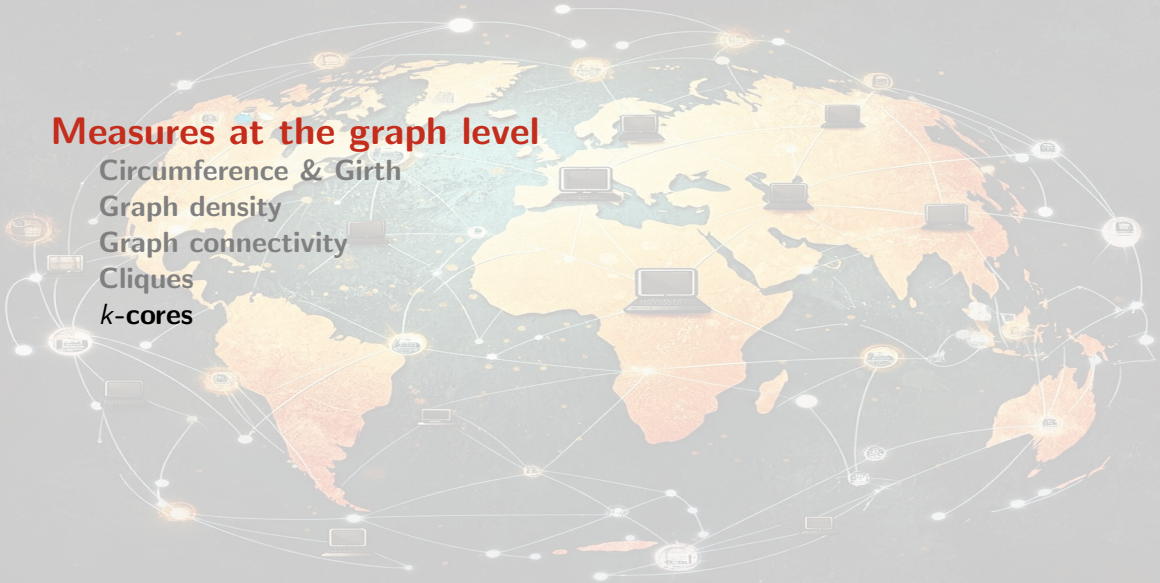 Measures at the graph level
Circumference & Girth
Graph density
Graph connectivity
Cliques
k-cores